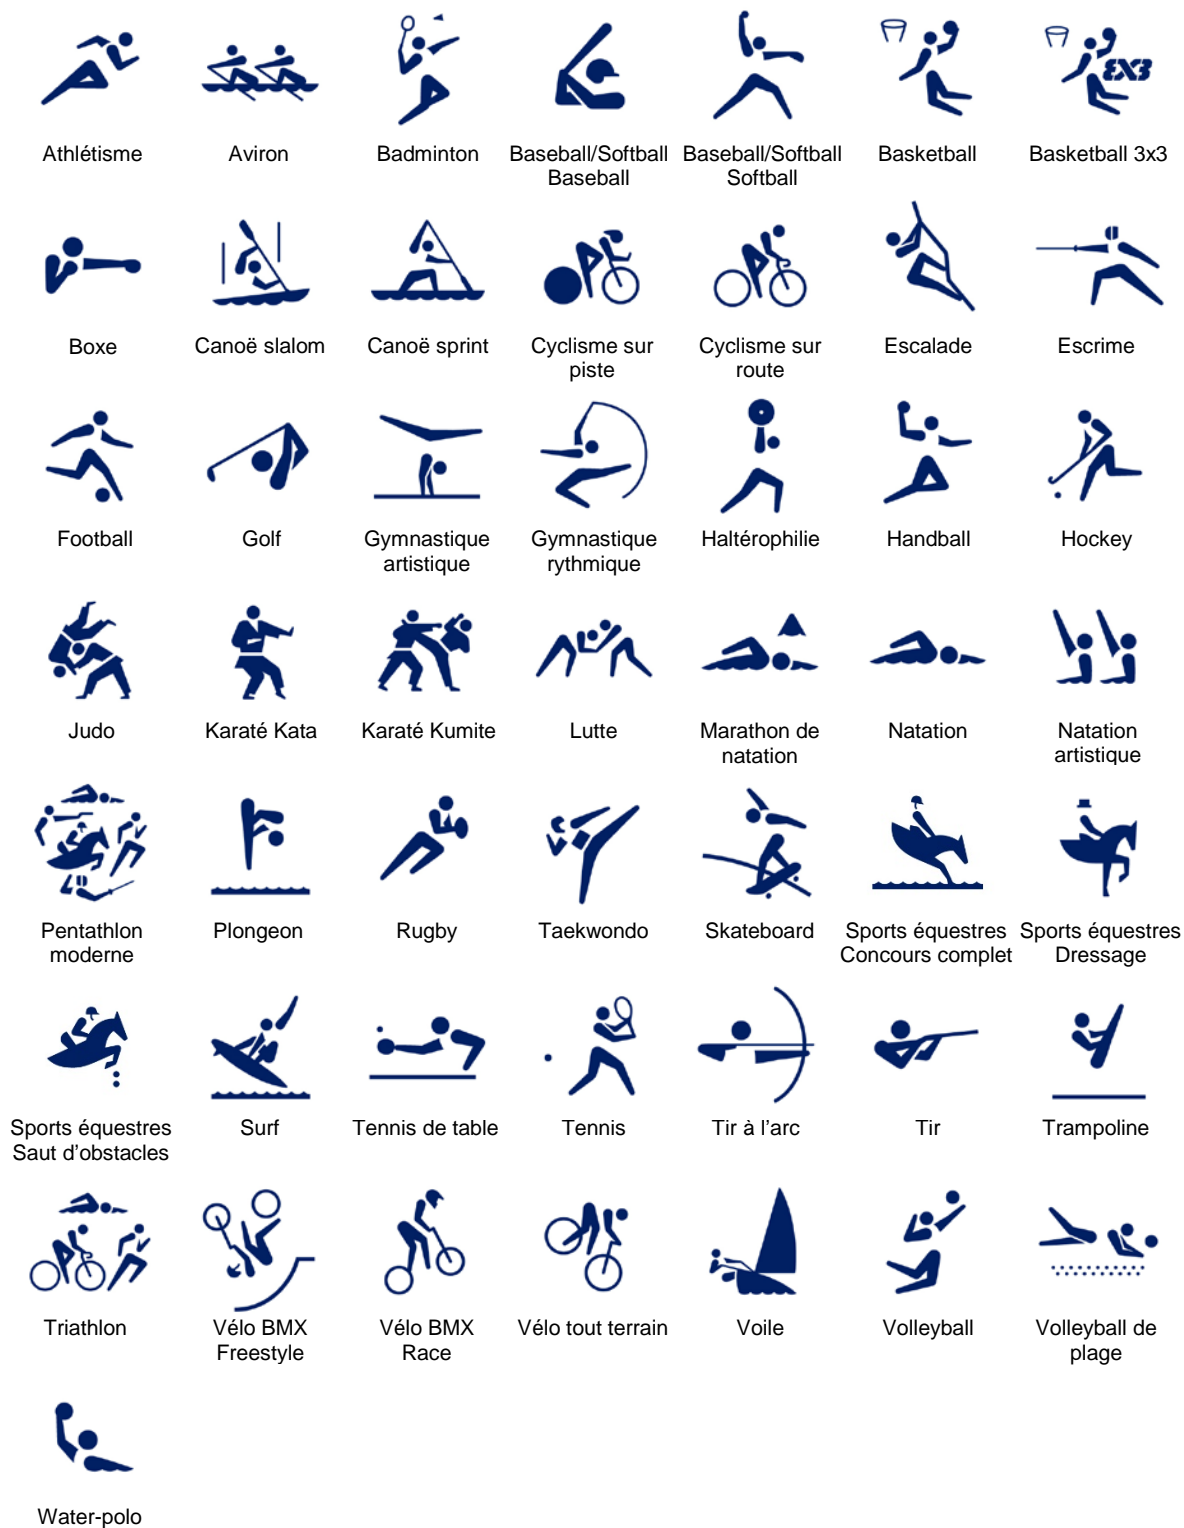 3X3
Athlétisme
Aviron
Badminton
Baseball/Softball
Baseball
Baseball/Softball
Softball
Basketball
Basketball 3x3
Boxe
Canoë slalom
Canoë sprint
Cyclisme sur
piste
Cyclisme sur
route
Escalade
Escrime
Football
Golf
Gymnastique
artistique
Gymnastique
rythmique
Haltérophilie
Handball
Hockey
Judo
Karaté Kata
Karaté Kumite
Lutte
Marathon de
natation
Natation
Natation
artistique
Pentathlon
moderne
Plongeon
Rugby
Taekwondo
Skateboard
Sports équestres
Concours complet
Sports équestres
Dressage
Sports équestres
Saut d’obstacles
Surf
Tennis de table
Tennis
Tir à l’arc
Tir
Trampoline
Triathlon
Vélo BMX
Freestyle
Vélo BMX
Race
Vélo tout terrain
Voile
Volleyball
Volleyball de
plage
Water-polo